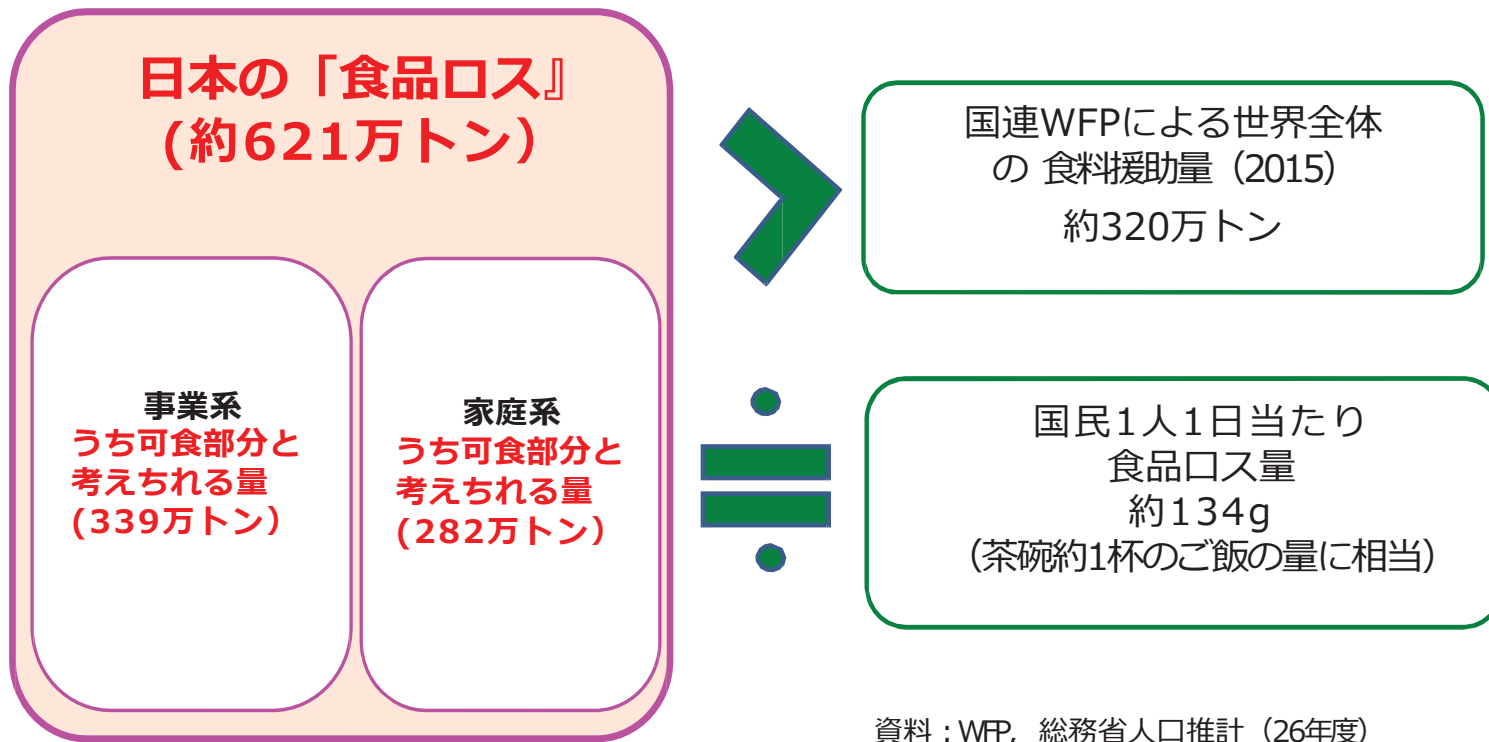 日本の「食品ロス』
(約621万トン）
事業系
うち可食部分と
考えちれる量
(339万トン）
家庭系
うち可食部分と
考えちれる量
(282万トン）
国連WFPによる世界全体
の 食料援助量（2015）
約320万トン
国民1人1日当たり
食品ロス量
約134g
（茶碗約1杯のご飯の量に相当）
資料：WFP，総務省人口推計（26年度）